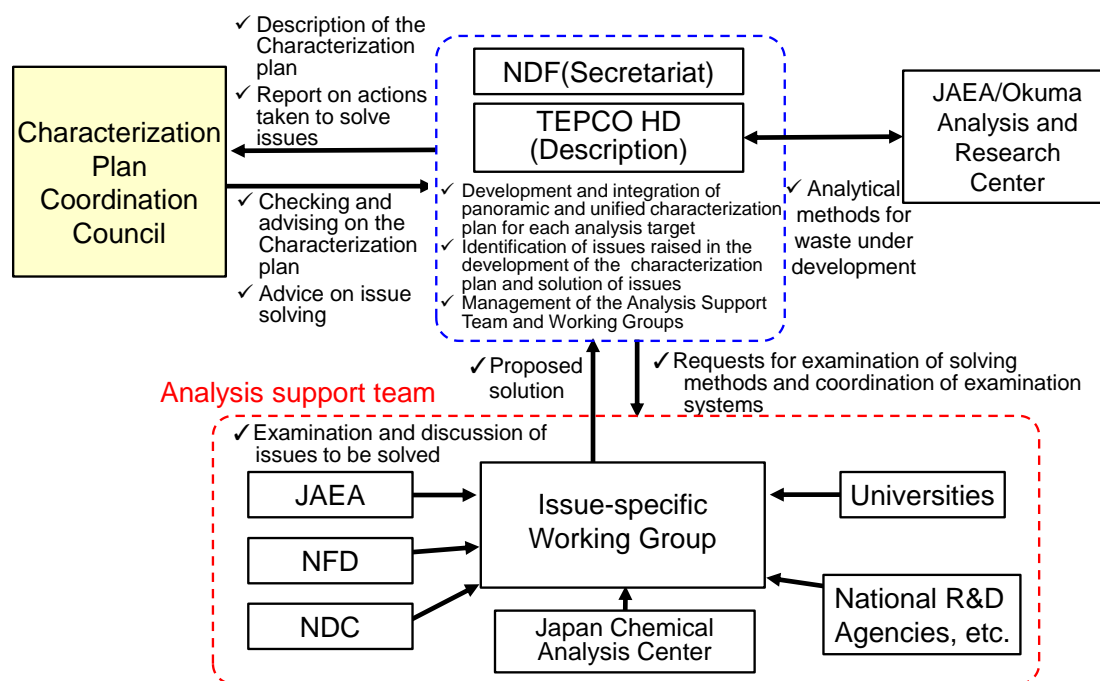 ✓ Description of the
Characterization
plan
✓ Report on actions
taken to solve
issues
Characterization
Plan
Coordination
Council
✓ Checking and
advising on the
Characterization
plan
✓ Advice on issue
solving
NDF(Secretariat)
TEPCO HD
(Description)
✓ Development and integration of
panoramic and unified characterization
plan for each analysis target
✓ Identification of issues raised in the
development of the characterization
plan and solution of issues
✓ Management of the Analysis Support
Team and Working Groups
JAEA/Okuma
Analysis and
Research
Center
✓ Analytical
methods for
waste under
development
✓ Proposed
solution
✓ Requests for examination of solving
methods and coordination of examination
systems
Analysis support team
✓ Examination and discussion of
issues to be solved
JAEA
NFD
NDC
Issue-specific
Working Group
Japan Chemical
Analysis Center
Universities
National R&D
Agencies, etc.